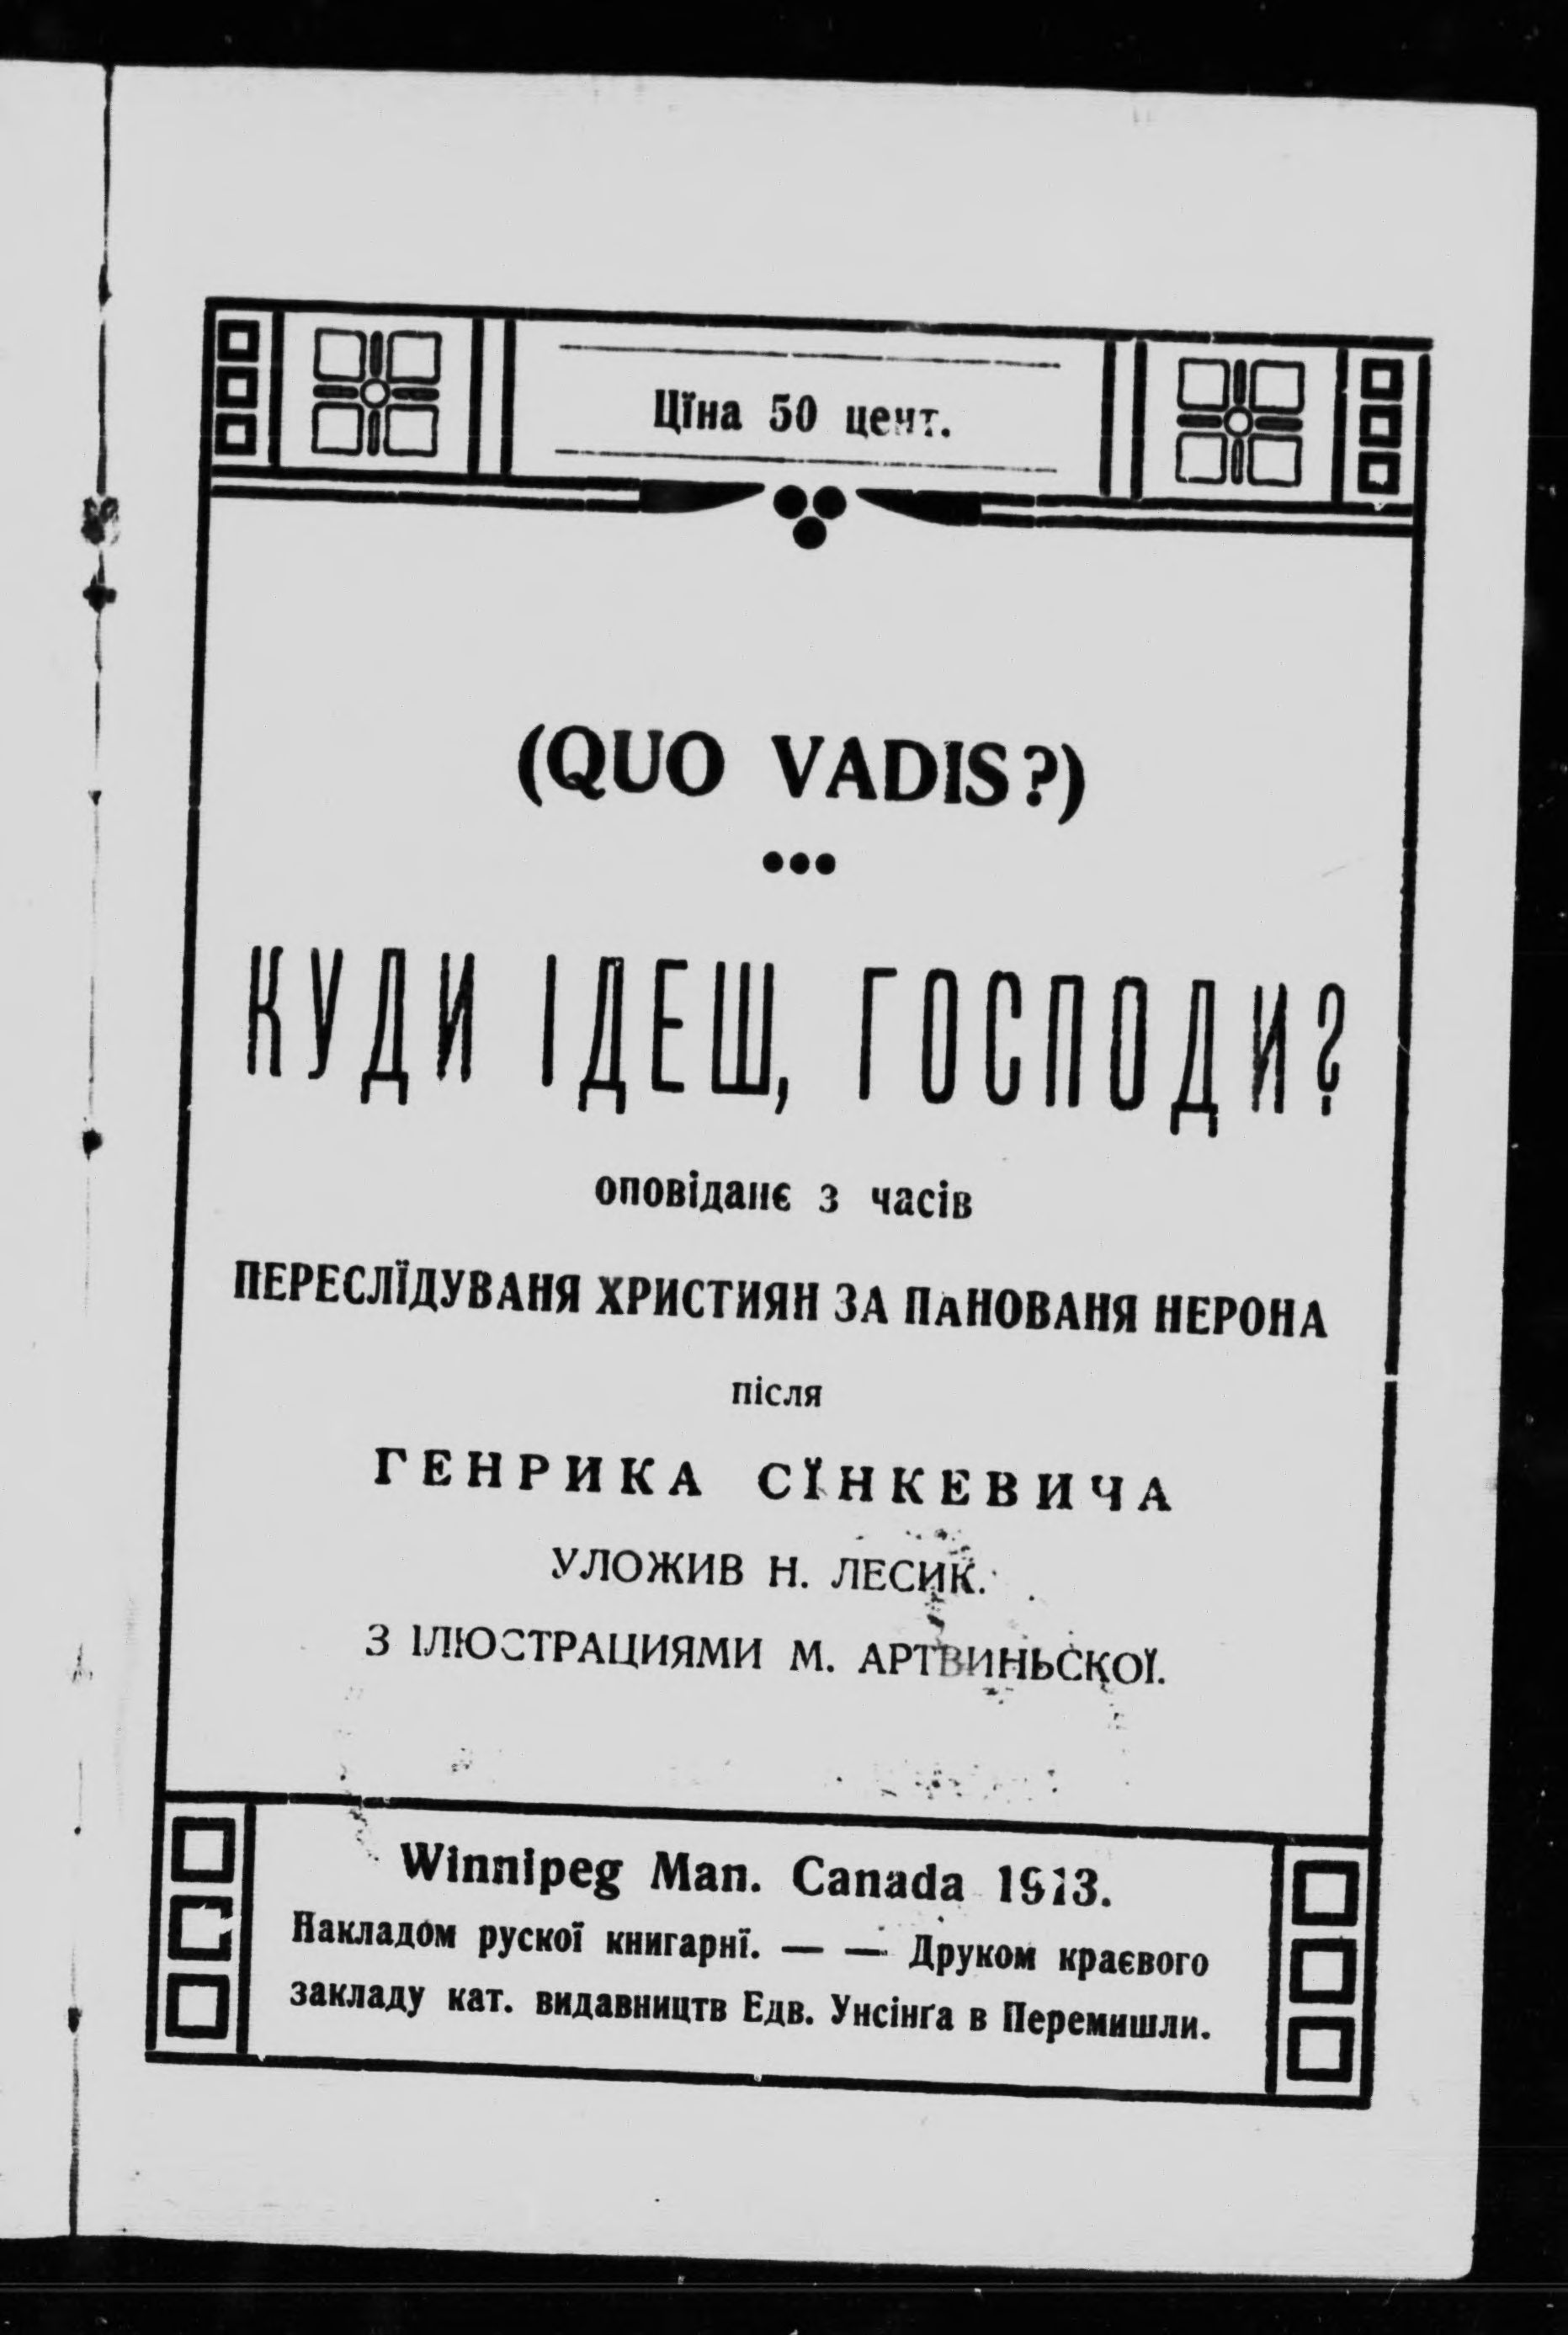 Цїна 50 цент.
(QUO VADIS?)
КУДИ ІДЕШ, ГОСПОДИ?
оповіданє з часів
ПЕРЕСЛЇДУВАНЯ ХРИСТИЯН ЗА ПаНОВАНЯ НЕРОНА
після
ГЕНРИКА СЇНКЕВИЧА
УЛОЖИВ Н. ЛЕСИК.
З ІЛЮСТРАЦИЯМИ М. АРТВИНЬСКОЇ.
Winnipeg Man. Canada 1913.
Накладом рускої книгарнї. — — Друком краєвого
закладу кат. видавництв Едв. Унсінґа в Перемишли.